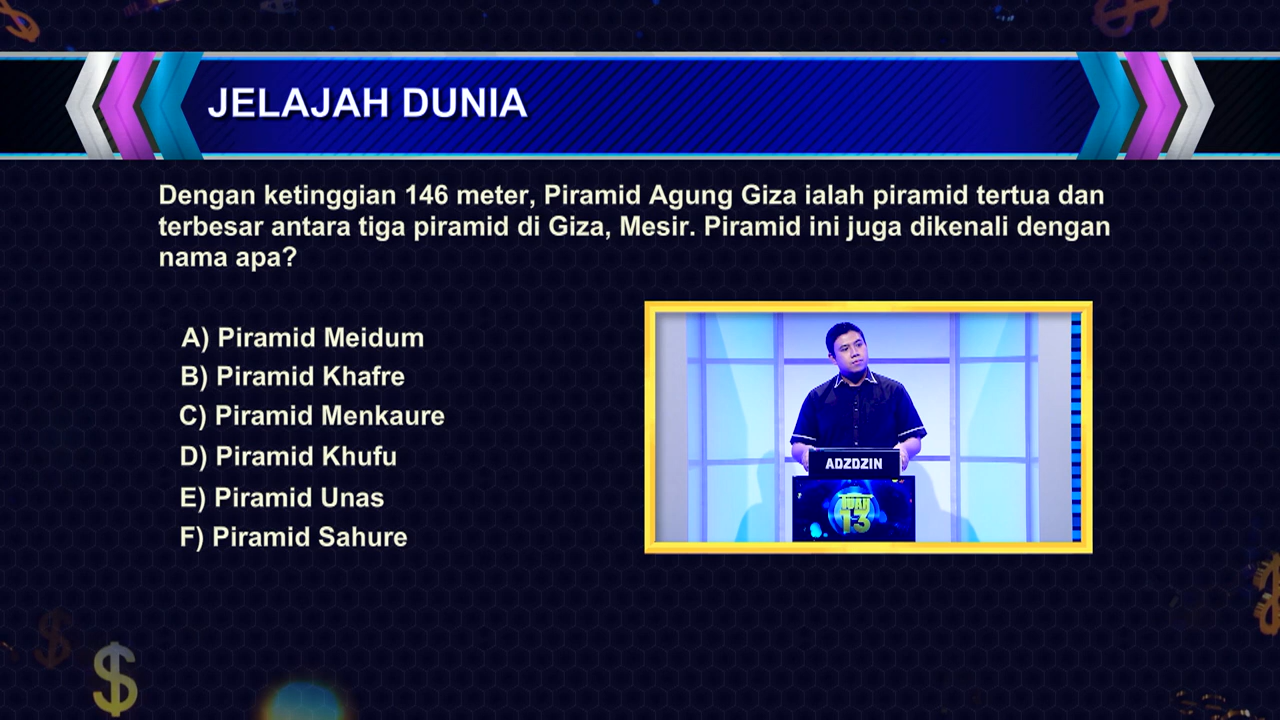 JELAJAH DUNIA
Dengan ketinggian 146 meter, Piramid Agung Giza ialah piramid tertua dan
terbesar antara tiga piramid di Giza, Mesir. Piramid ini juga dikenali dengan
nama apa?
A) Piramid Meidum
B) Piramid Khafre
C) Piramid Menkaure
D) Piramid Khufu
E) Piramid Unas
F) Piramid Sahure
ADZDZIN
TUAH
13
$